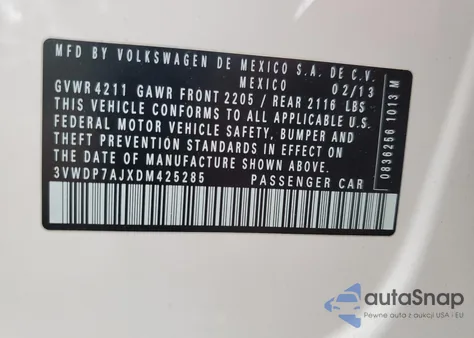 MFD BY VOLKSWAGEN DE MEXICO S.A. DE C.V.
MEXICO 02/13
GVWR 4211 GAWR FRONT 2205 / REAR 2116 LBS
THIS VEHICLE CONFORMS TO ALL APPLICABLE U.S.
FEDERAL MOTOR VEHICLE SAFETY, BUMPER AND
THEFT PREVENTION STANDARDS IN EFFECT ON THE
DATE OF MANUFACTURE SHOWN ABOVE.
3VWDP7AJXDM425285 PASSENGER CAR
0836256 1013 M
autaSnap
Pewne auta z aukcji USA i EU